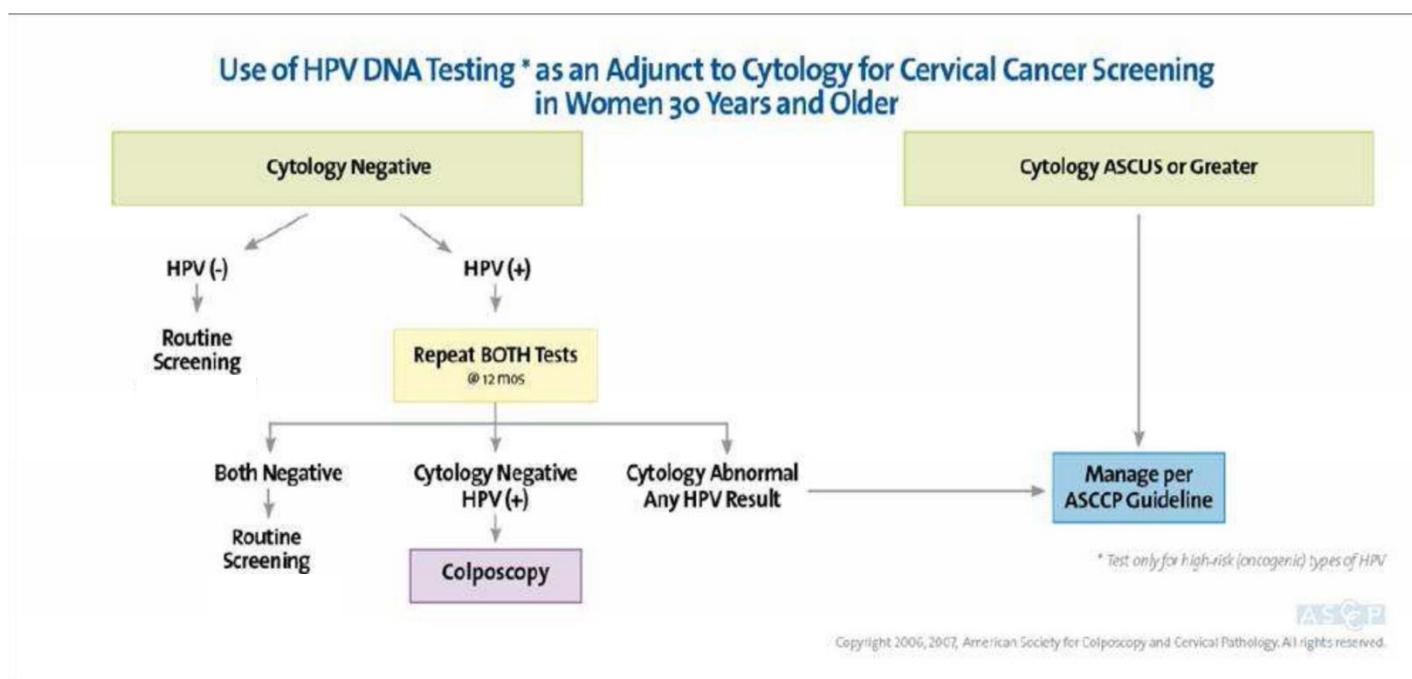 Use of HPV DNA Testing * as an Adjunct to Cytology for Cervical Cancer Screening
in Women 30 Years and Older
Cytology Negative
Cytology ASCUS or Greater
HPV (-)
HPV (+)
Routine
Screening
Repeat BOTH Tests
@ 12 mos
Both Negative
Cytology Negative
HPV (+)
Cytology Abnormal
Any HPV Result
Manage per
ASCCP Guideline
Routine
Screening
Colposcopy
* Test only for high-risk (oncogenic) types of HPV
ASCCP
Copyright 2006, 2007, American Society for Colposcopy and Cervical Pathology. All rights reserved.